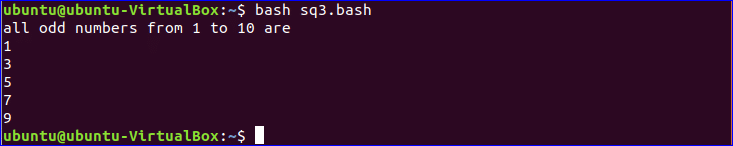 ubuntu@ubuntu-VirtualBox:~$ bash sq3.bash
all odd numbers from 1 to 10 are
1
3
5
7
9
ubuntu@ubuntu-VirtualBox:~$